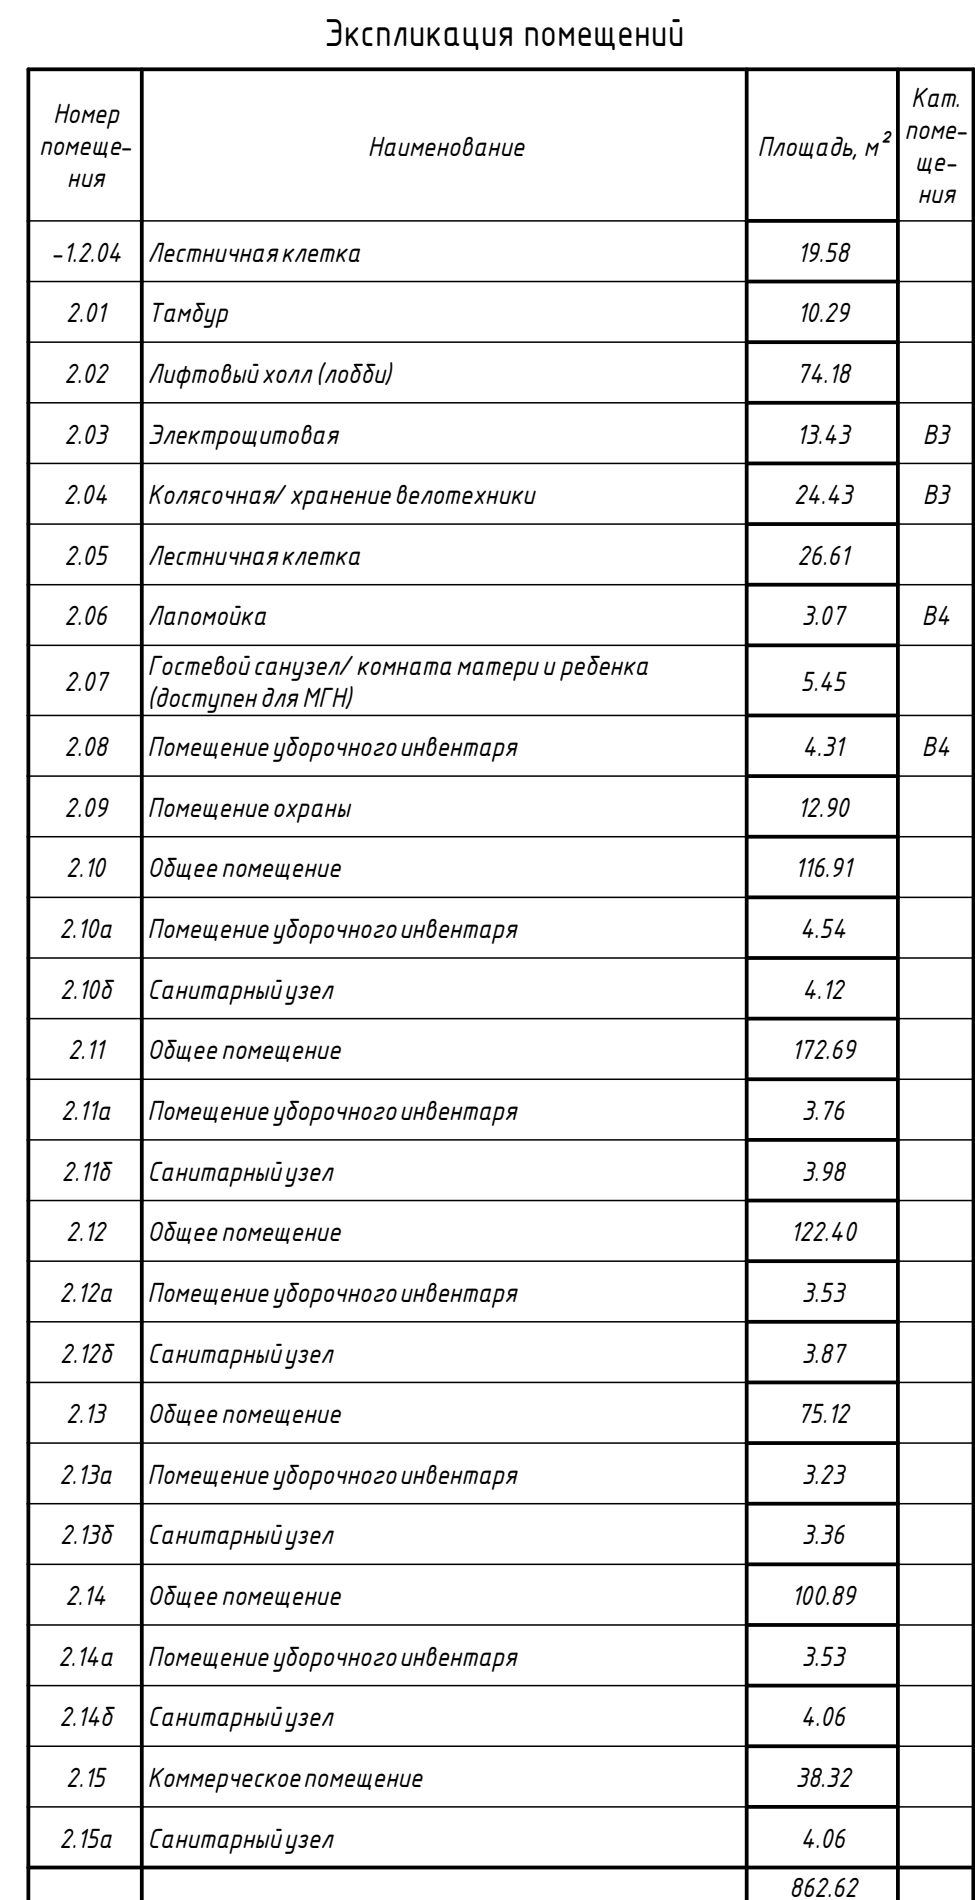 Экспликация помещений
Номер помеще-ния Наименование Площадь, м² Кат. поме-ще-ния
-1.2.04 Лестничная клетка 19.58
2.01 Тамбур 10.29
2.02 Лифтовый холл (лобби) 74.18
2.03 Электрощитовая 13.43 В3
2.04 Колясочная/ хранение велотехники 24.43 В3
2.05 Лестничная клетка 26.61
2.06 Лапомойка 3.07 В4
2.07 Гостевой санузел/ комната матери и ребенка
(доступен для МГН) 5.45
2.08 Помещение уборочного инвентаря 4.31 В4
2.09 Помещение охраны 12.90
2.10 Общее помещение 116.91
2.10а Помещение уборочного инвентаря 4.54
2.10б Санитарный узел 4.12
2.11 Общее помещение 172.69
2.11а Помещение уборочного инвентаря 3.76
2.11б Санитарный узел 3.98
2.12 Общее помещение 122.40
2.12а Помещение уборочного инвентаря 3.53
2.12б Санитарный узел 3.87
2.13 Общее помещение 75.12
2.13а Помещение уборочного инвентаря 3.23
2.13б Санитарный узел 3.36
2.14 Общее помещение 100.89
2.14а Помещение уборочного инвентаря 3.53
2.14б Санитарный узел 4.06
2.15 Коммерческое помещение 38.32
2.15а Санитарный узел 4.06
862.62